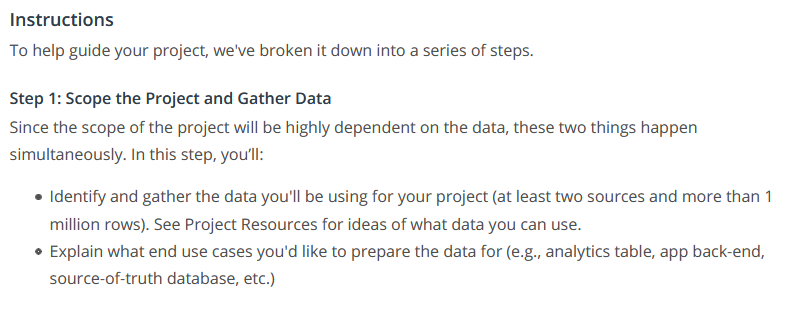 Instructions
To help guide your project, we've broken it down into a series of steps.
Step 1: Scope the Project and Gather Data
Since the scope of the project will be highly dependent on the data, these two things happen
simultaneously. In this step, you’ll:
• Identify and gather the data you'll be using for your project (at least two sources and more than 1
million rows). See Project Resources for ideas of what data you can use.
• Explain what end use cases you'd like to prepare the data for (e.g., analytics table, app back-end,
source-of-truth database, etc.)